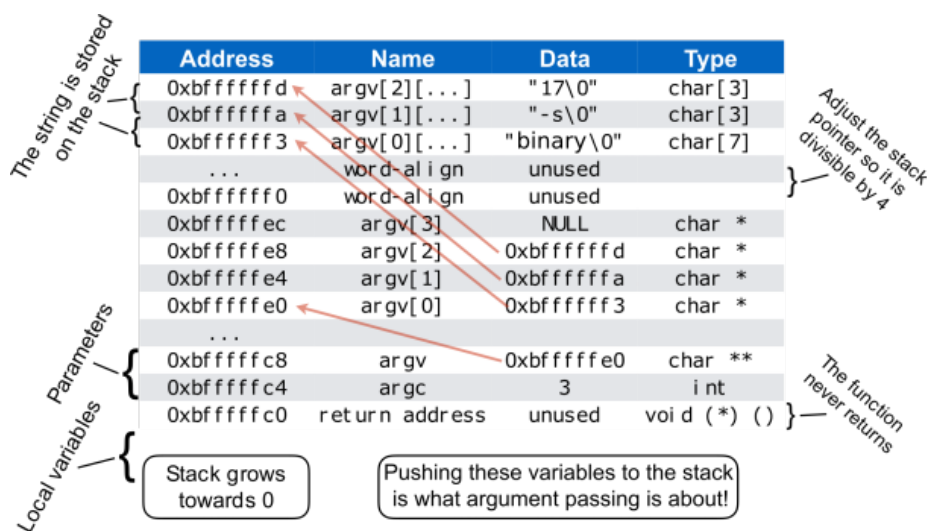 The string is stored
on the stack
Address Name Data Type
0xbffffffd argv[2][...] "17\0" char[3]
0xbffffffa argv[1][...] "-s\0" char[3]
0xbffffff3 argv[0][...] "binary\0" char[7]
... word-align unused
0xbffffff0 word-align unused
0xbfffffec argv[3] NULL char *
0xbfffffe8 argv[2] 0xbffffffd char *
0xbfffffe4 argv[1] 0xbffffffa char *
0xbfffffe0 argv[0] 0xbffffff3 char *
...
0xbfffffc8 argv 0xbfffffe0 char **
0xbfffffc4 argc 3 int
0xbfffffc0 return address unused void (*) ()
Adjust the stack
pointer so it is
divisible by 4
Parameters
The function
never returns
Local variables
Stack grows
towards 0
Pushing these variables to the stack
is what argument passing is about!